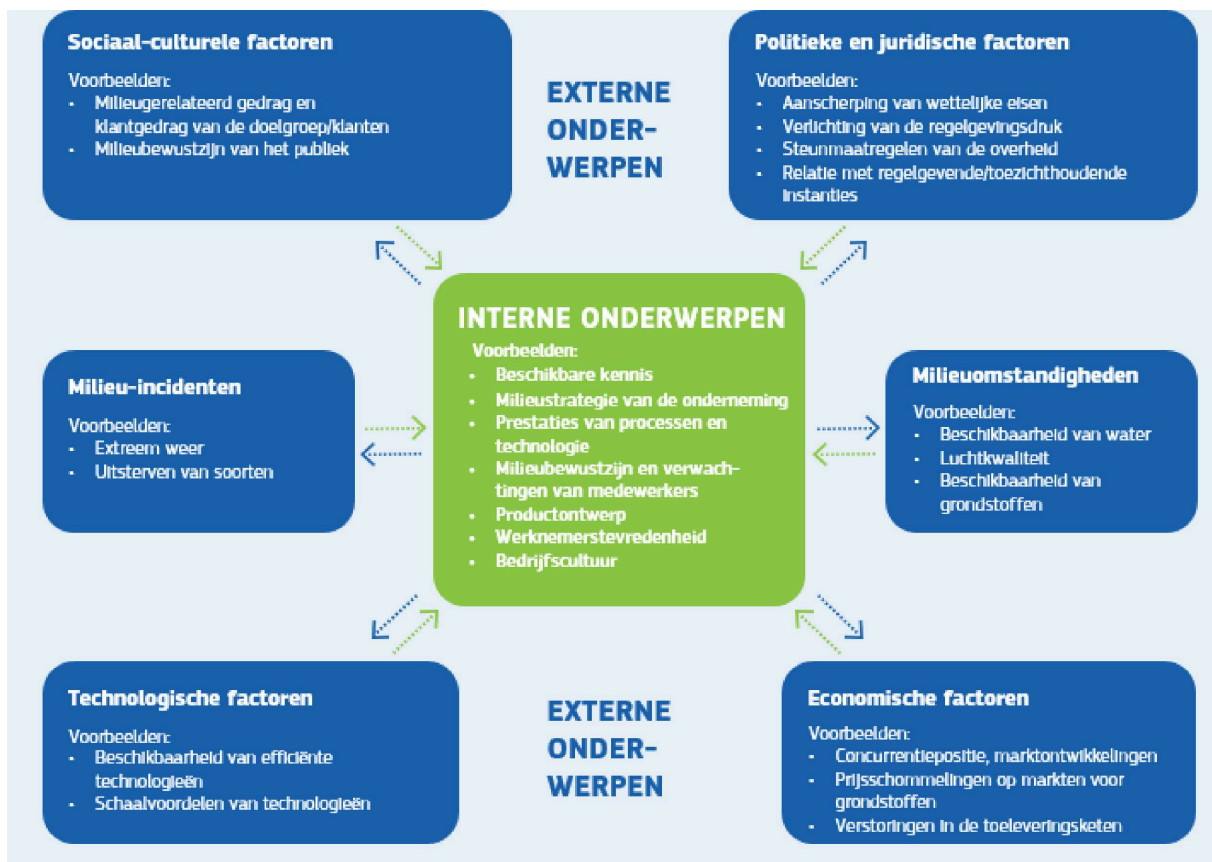 Sociaal-culturele factoren
Voorbeelden:
- Milieugerelateerd gedrag en
klantgedrag van de doelgroep/klanten
- Milieubewustzijn van het publiek
EXTERNE
ONDER-
WERPEN
Politieke en juridische factoren
Voorbeelden:
- Aanscherping van wettelijke eisen
- Verlichting van de regelgevingsdruk
- Steunmaatregelen van de overheid
- Relatie met regelgevende/toezichthoudende
instanties
Milieu-incidenten
Voorbeelden:
- Extreem weer
- Uitsterven van soorten
INTERNE ONDERWERPEN
Voorbeelden:
• Beschikbare kennis
• Milieustrategie van de onderneming
• Prestaties van processen en
technologie
• Milieubewustzijn en verwach-
tingen van medewerkers
• Productontwerp
• Werknemerstevredenheid
• Bedrijfscultuur
Milieuomstandigheden
Voorbeelden:
• Beschikbaarheid van water
• Luchtkwaliteit
• Beschikbaarheid van
grondstoffen
Technologische factoren
Voorbeelden:
- Beschikbaarheid van efficiënte
technologieën
- Schaalvoordelen van technologieën
EXTERNE
ONDER-
WERPEN
Economische factoren
Voorbeelden:
• Concurrentiepositie, marktontwikkelingen
• Prijsschommelingen op markten voor
grondstoffen
• Verstoringen in de toeleveringsketen